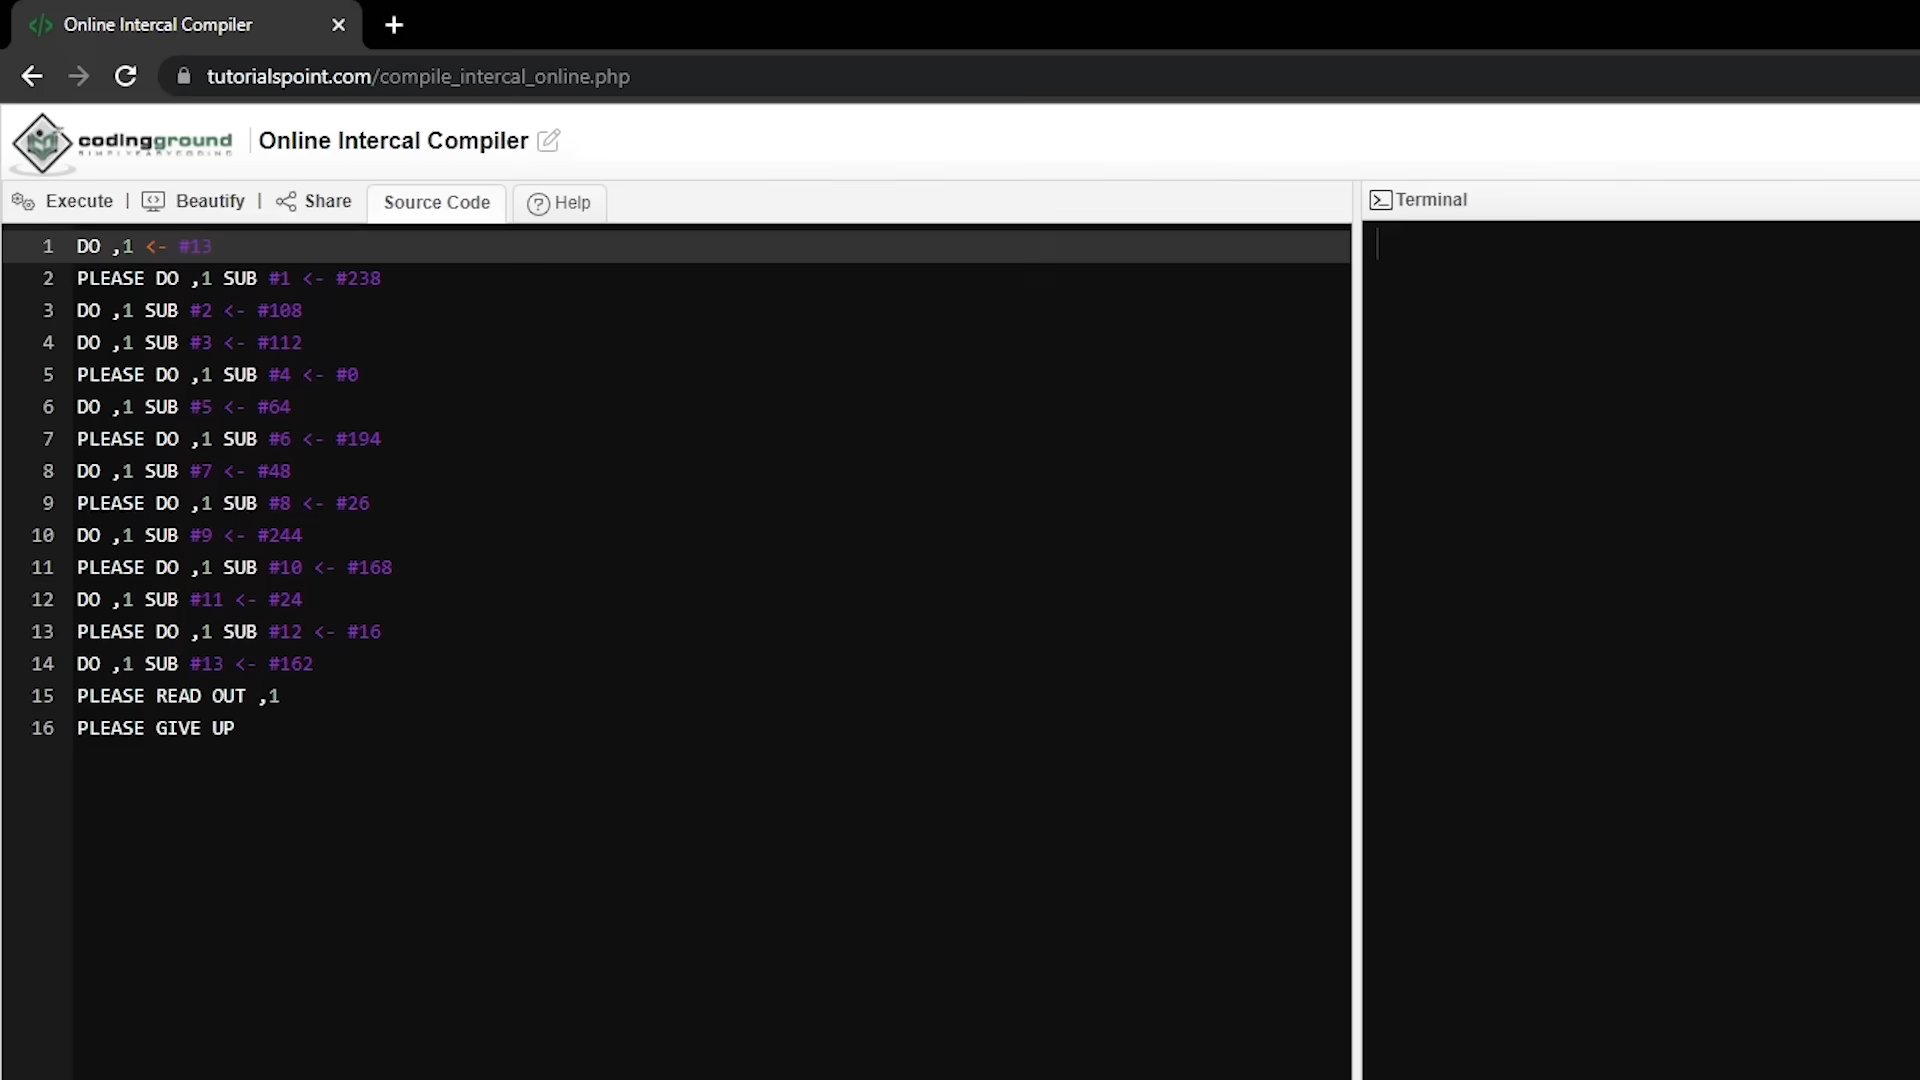 Online Intercal Compiler
tutorialspoint.com/compile_intercal_online.php
codingground
SIMPLYEASYCODING
Online Intercal Compiler
Execute | Beautify | Share Source Code Help
Terminal
1 DO ,1 <- #13
2 PLEASE DO ,1 SUB #1 <- #238
3 DO ,1 SUB #2 <- #108
4 DO ,1 SUB #3 <- #112
5 PLEASE DO ,1 SUB #4 <- #0
6 DO ,1 SUB #5 <- #64
7 PLEASE DO ,1 SUB #6 <- #194
8 DO ,1 SUB #7 <- #48
9 PLEASE DO ,1 SUB #8 <- #26
10 DO ,1 SUB #9 <- #244
11 PLEASE DO ,1 SUB #10 <- #168
12 DO ,1 SUB #11 <- #24
13 PLEASE DO ,1 SUB #12 <- #16
14 DO ,1 SUB #13 <- #162
15 PLEASE READ OUT ,1
16 PLEASE GIVE UP